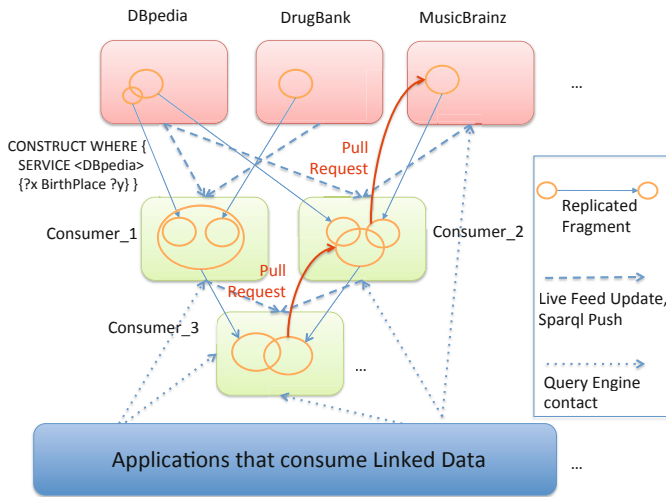 DBpedia
DrugBank
MusicBrainz
...
CONSTRUCT WHERE {
SERVICE <DBpedia>
{?x BirthPlace ?y} }
Pull
Request
Replicated
Fragment
Consumer_1
Consumer_2
Pull
Request
Live Feed Update,
Sparql Push
Consumer_3
...
Query Engine
contact
Applications that consume Linked Data
...